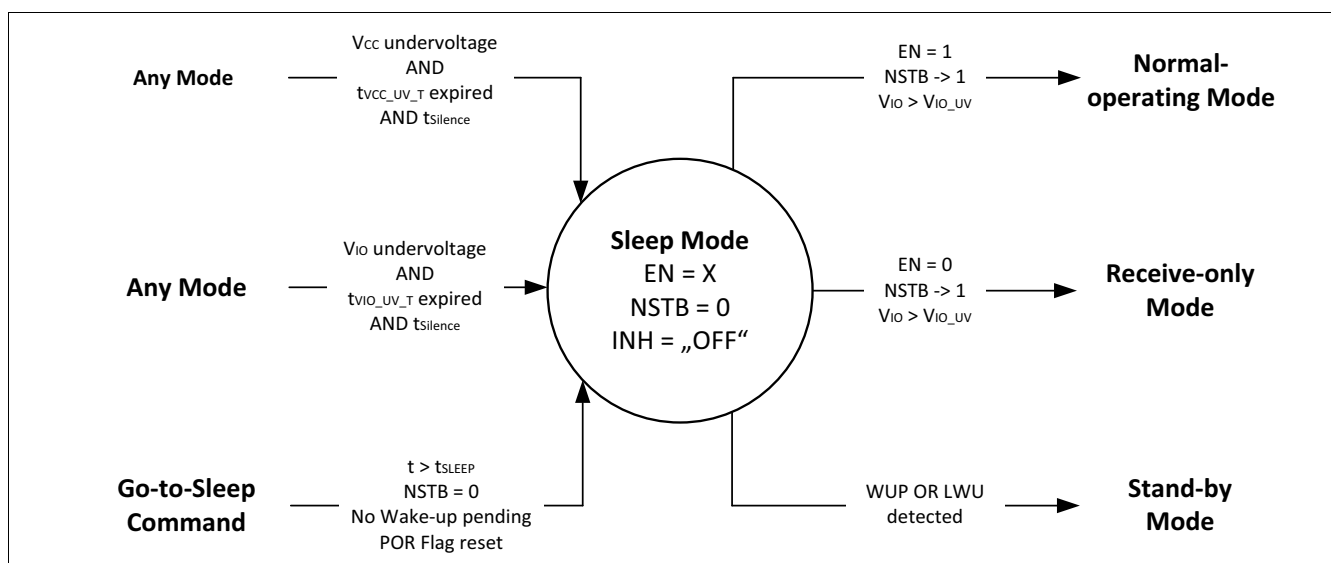 Any Mode
VCC undervoltage
AND
tVCC_UV_T expired
AND tSilence
EN = 1
NSTB -> 1
VIO > VIO_UV
Normal-
operating Mode
Any Mode
VIO undervoltage
AND
tVIO_UV_T expired
AND tSilence
Sleep Mode
EN = X
NSTB = 0
INH = „OFF“
EN = 0
NSTB -> 1
VIO > VIO_UV
Receive-only
Mode
Go-to-Sleep
Command
t > tSLEEP
NSTB = 0
No Wake-up pending
POR Flag reset
WUP OR LWU
detected
Stand-by
Mode